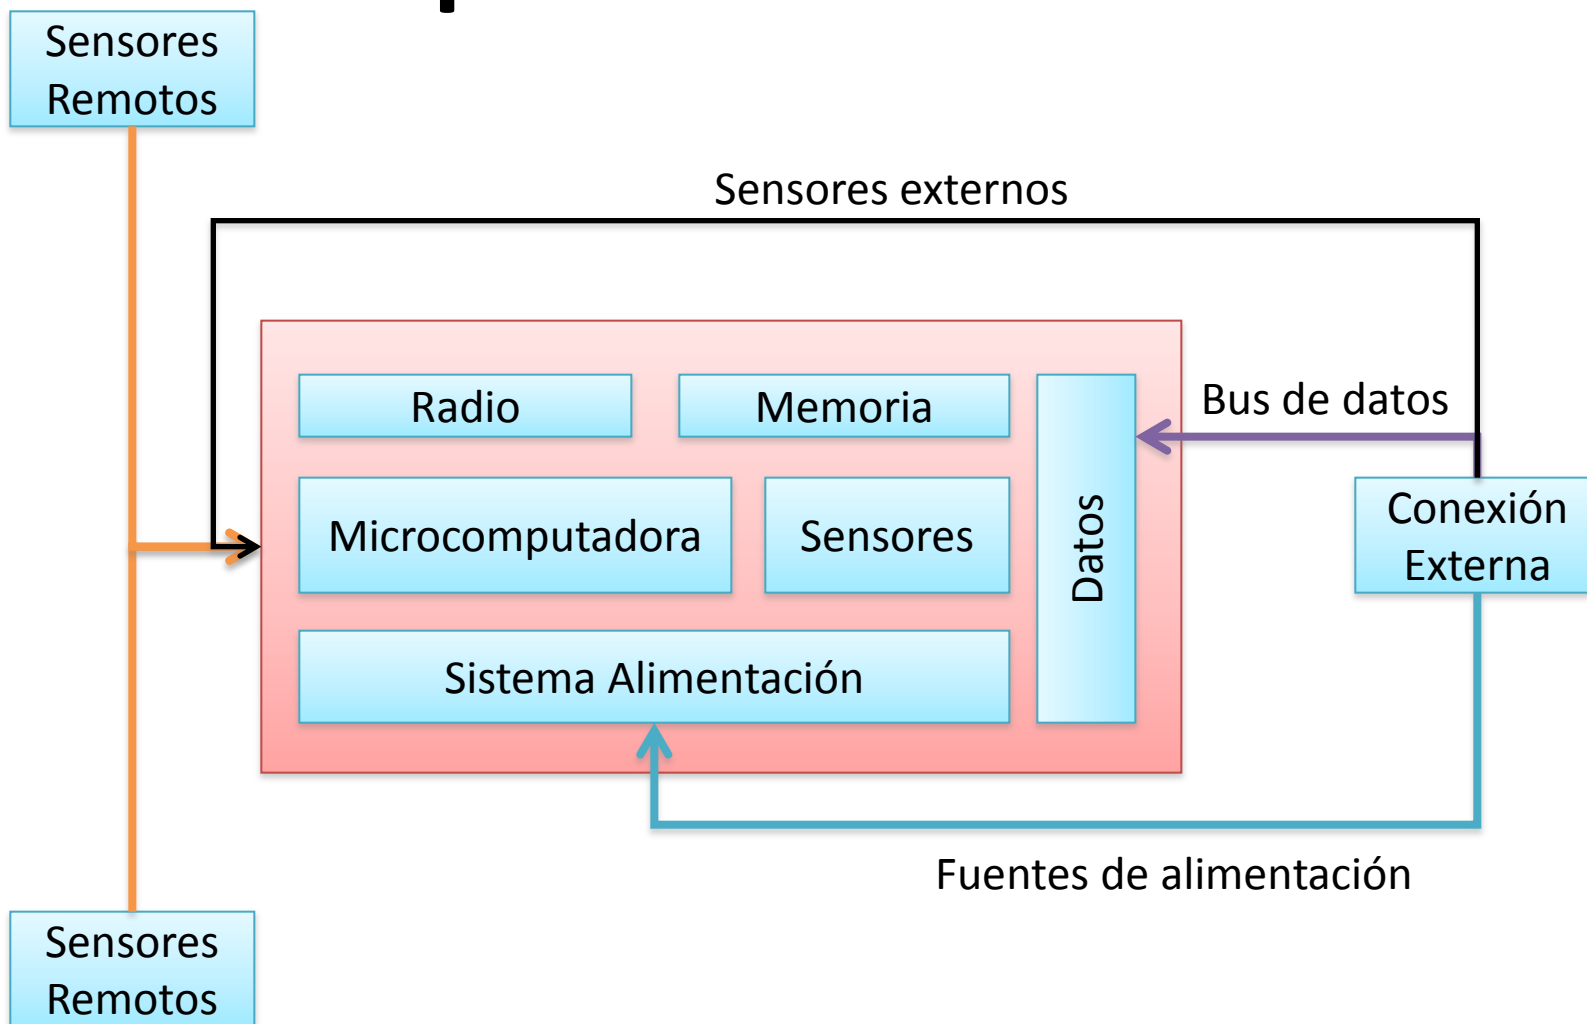 Sensores
Remotos
Sensores externos
Radio
Memoria
Bus de datos
Microcomputadora
Sensores
Datos
Conexión
Externa
Sistema Alimentación
Fuentes de alimentación
Sensores
Remotos